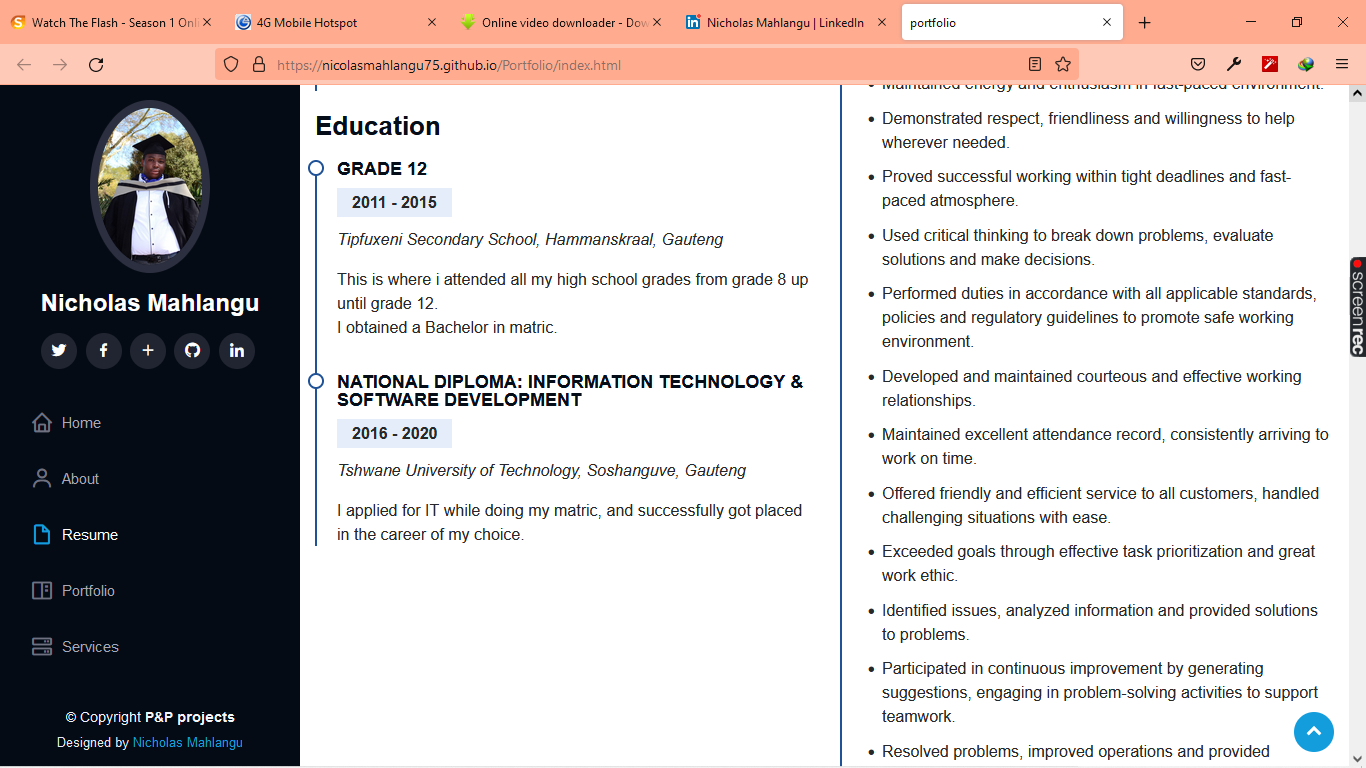 Watch The Flash - Season 1 Onli
4G Mobile Hotspot
Online video downloader - Dow
Nicholas Mahlangu | LinkedIn
portfolio
https://nicolasmahlangu75.github.io/Portfolio/index.html
Nicholas Mahlangu
Home
About
Resume
Portfolio
Services
© Copyright P&P projects
Designed by Nicholas Mahlangu
Education
GRADE 12
2011 - 2015
Tipfuxeni Secondary School, Hammanskraal, Gauteng
This is where i attended all my high school grades from grade 8 up
until grade 12.
I obtained a Bachelor in matric.
NATIONAL DIPLOMA: INFORMATION TECHNOLOGY &
SOFTWARE DEVELOPMENT
2016 - 2020
Tshwane University of Technology, Soshanguve, Gauteng
I applied for IT while doing my matric, and successfully got placed
in the career of my choice.
Maintained energy and enthusiasm in fast-paced environment.
Demonstrated respect, friendliness and willingness to help
wherever needed.
Proved successful working within tight deadlines and fast-
paced atmosphere.
Used critical thinking to break down problems, evaluate
solutions and make decisions.
Performed duties in accordance with all applicable standards,
policies and regulatory guidelines to promote safe working
environment.
Developed and maintained courteous and effective working
relationships.
Maintained excellent attendance record, consistently arriving to
work on time.
Offered friendly and efficient service to all customers, handled
challenging situations with ease.
Exceeded goals through effective task prioritization and great
work ethic.
Identified issues, analyzed information and provided solutions
to problems.
Participated in continuous improvement by generating
suggestions, engaging in problem-solving activities to support
teamwork.
Resolved problems, improved operations and provided
screenrec